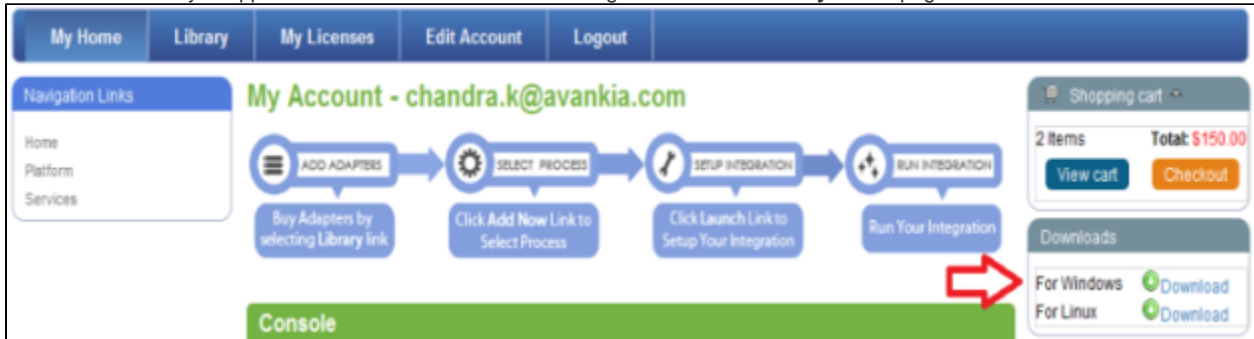 My Home Library My Licenses Edit Account Logout
Navigation Links
Home
Platform
Services
My Account - chandra.k@avankia.com
ADD ADAPTERS SELECT PROCESS SETUP INTEGRATION RUN INTEGRATION
Buy Adapters by
selecting Library link
Click Add Now Link to
Select Process
Click Launch Link to
Setup Your Integration
Run Your Integration
Console
Shopping cart
2 Items Total: $150.00
View cart Checkout
Downloads
For Windows Download
For Linux Download